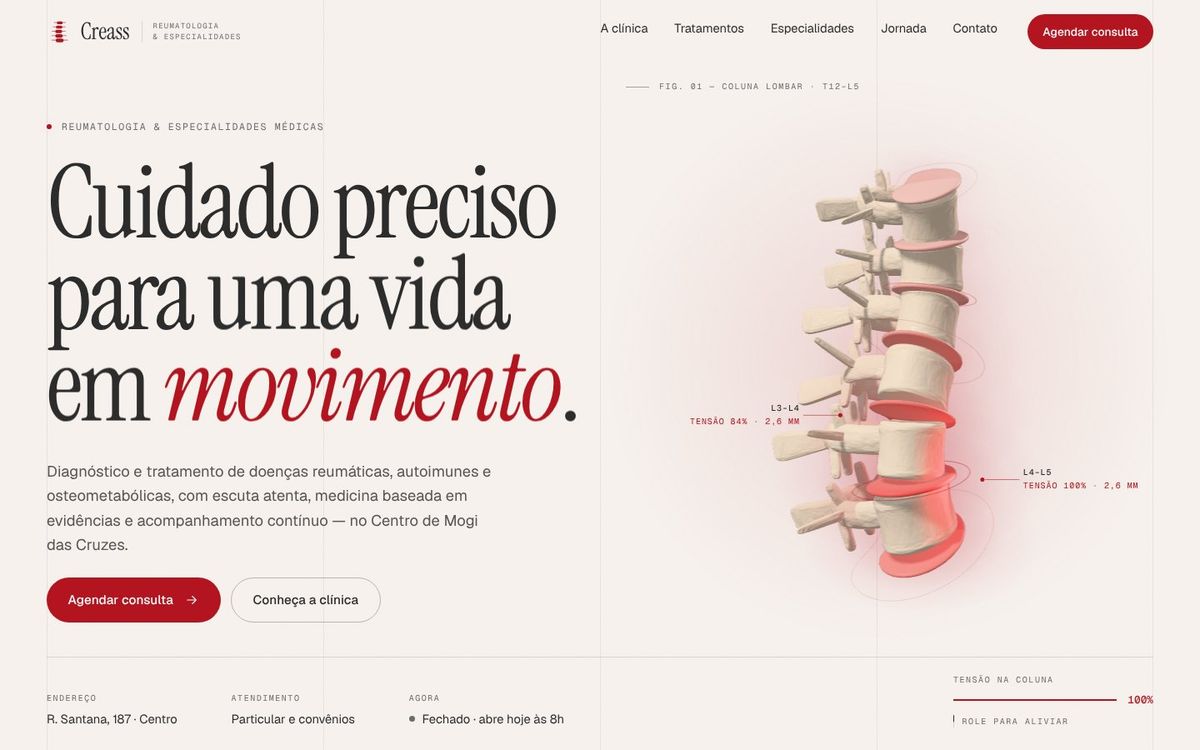 Creass
REUMATOLOGIA
& ESPECIALIDADES
A clínica
Tratamentos
Especialidades
Jornada
Contato
Agendar consulta
FIG. 01 — COLUNA LOMBAR · T12–L5
REUMATOLOGIA & ESPECIALIDADES MÉDICAS
Cuidado preciso
para uma vida
em movimento.
L3–L4
TENSÃO 84% · 2,6 MM
L4–L5
TENSÃO 100% · 2,6 MM
Diagnóstico e tratamento de doenças reumáticas, autoimunes e
osteometabólicas, com escuta atenta, medicina baseada em
evidências e acompanhamento contínuo — no Centro de Mogi
das Cruzes.
Agendar consulta →
Conheça a clínica
ENDEREÇO
R. Santana, 187 · Centro
ATENDIMENTO
Particular e convênios
AGORA
Fechado · abre hoje às 8h
TENSÃO NA COLUNA
100%
ROLE PARA ALIVIAR